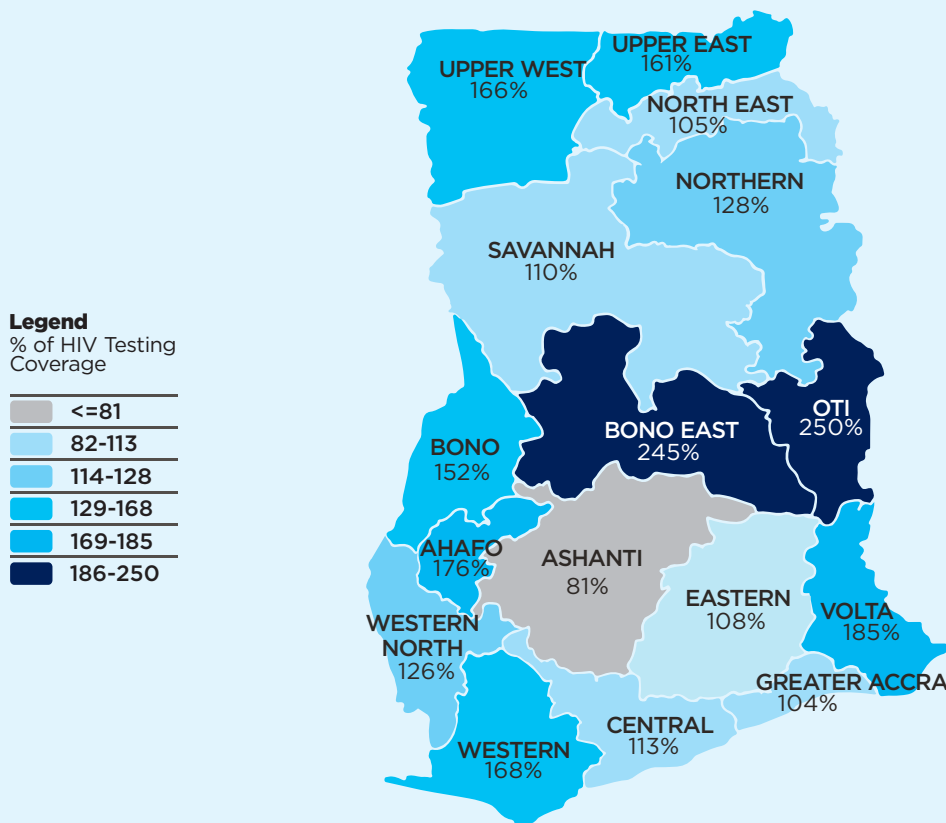 UPPER EAST
161%
UPPER WEST
166%
NORTH EAST
105%
NORTHERN
128%
SAVANNAH
110%
Legend
% of HIV Testing
Coverage
<=81
82-113
114-128
129-168
169-185
186-250
OTI
250%
BONO EAST
245%
BONO
152%
AHAFO
176%
ASHANTI
81%
EASTERN
108%
VOLTA
185%
WESTERN
NORTH
126%
GREATER ACCRA
104%
CENTRAL
113%
WESTERN
168%